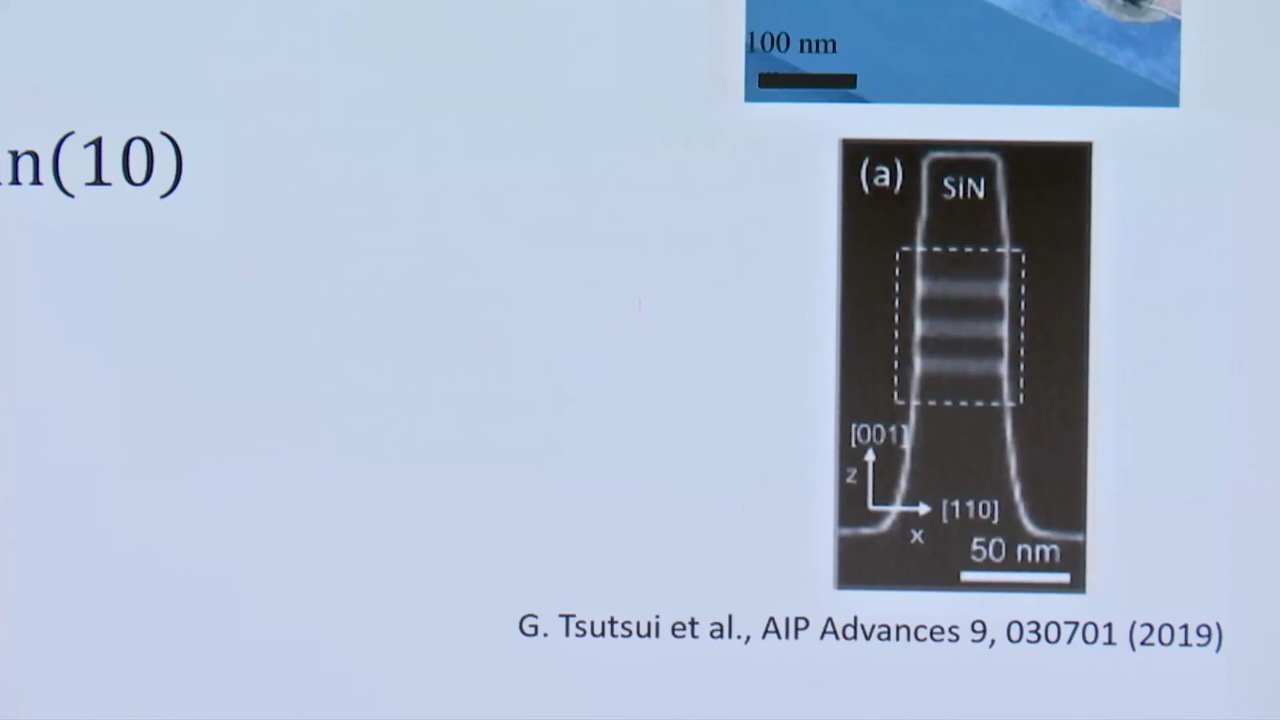 100 nm
n(10)
(a)
SiN
[001]
z
[110]
x
50 nm
G. Tsutsui et al., AIP Advances 9, 030701 (2019)